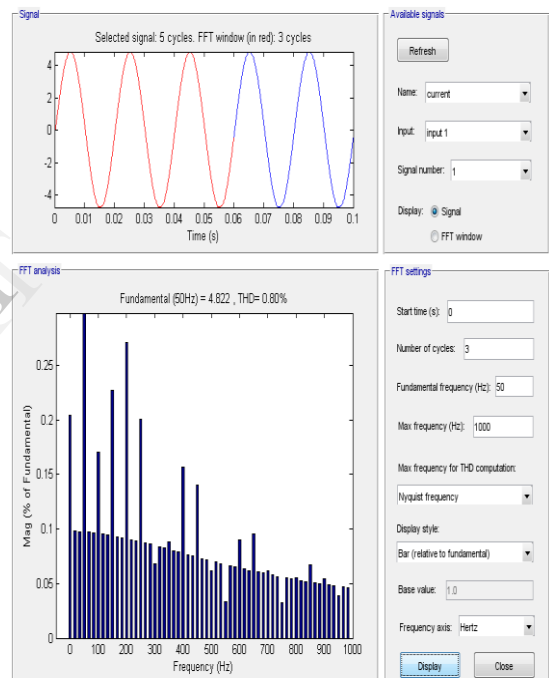 Signal
Selected signal: 5 cycles. FFT window (in red): 3 cycles
4
2
0
-2
-4
0 0.01 0.02 0.03 0.04 0.05 0.06 0.07 0.08 0.09 0.1
Time (s)
Available signals
Refresh
Name: current
Input: input 1
Signal number: 1
Display: Signal
FFT window
FFT analysis
Fundamental (50Hz) = 4.822 , THD= 0.80%
Mag (% of Fundamental)
0.25
0.2
0.15
0.1
0.05
0
0 100 200 300 400 500 600 700 800 900 1000
Frequency (Hz)
FFT settings
Start time (s): 0
Number of cycles: 3
Fundamental frequency (Hz): 50
Max frequency (Hz): 1000
Max frequency for THD computation:
Nyquist frequency
Display style:
Bar (relative to fundamental)
Base value: 1.0
Frequency axis: Hertz
Display Close